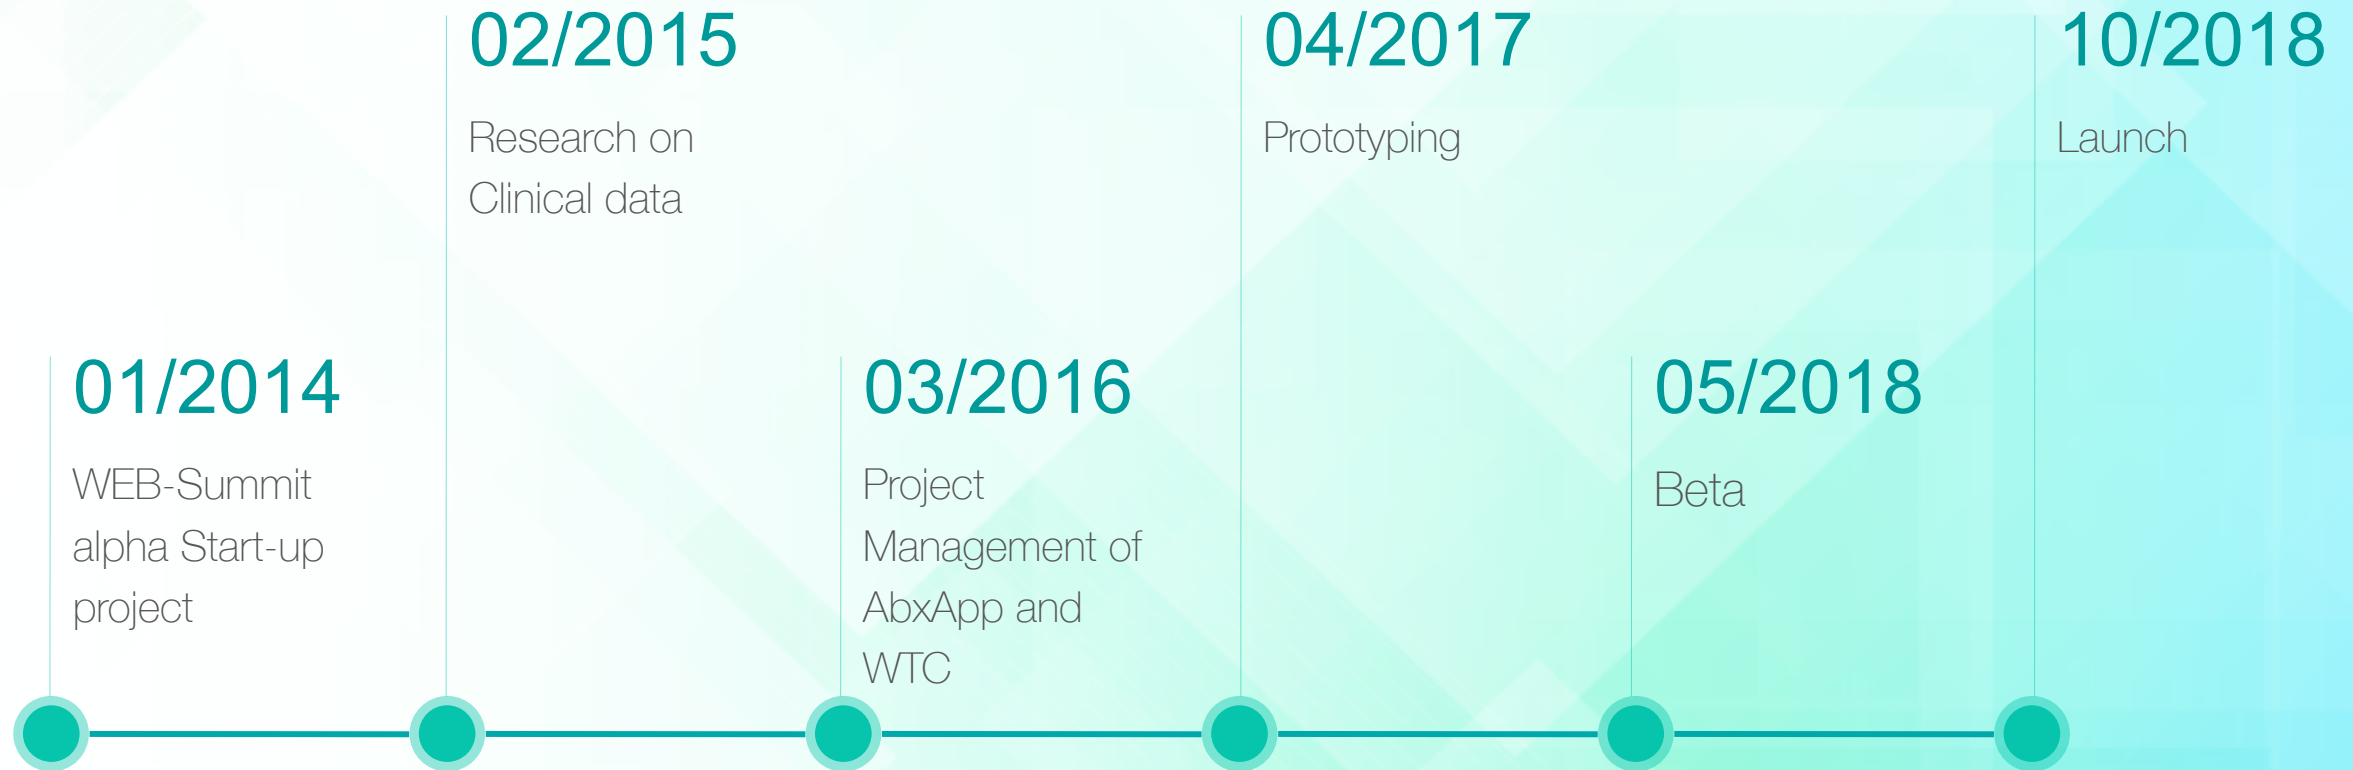 01/2014
WEB-Summit
alpha Start-up
project
02/2015
Research on
Clinical data
03/2016
Project
Management of
AbxApp and
WTC
04/2017
Prototyping
05/2018
Beta
10/2018
Launch